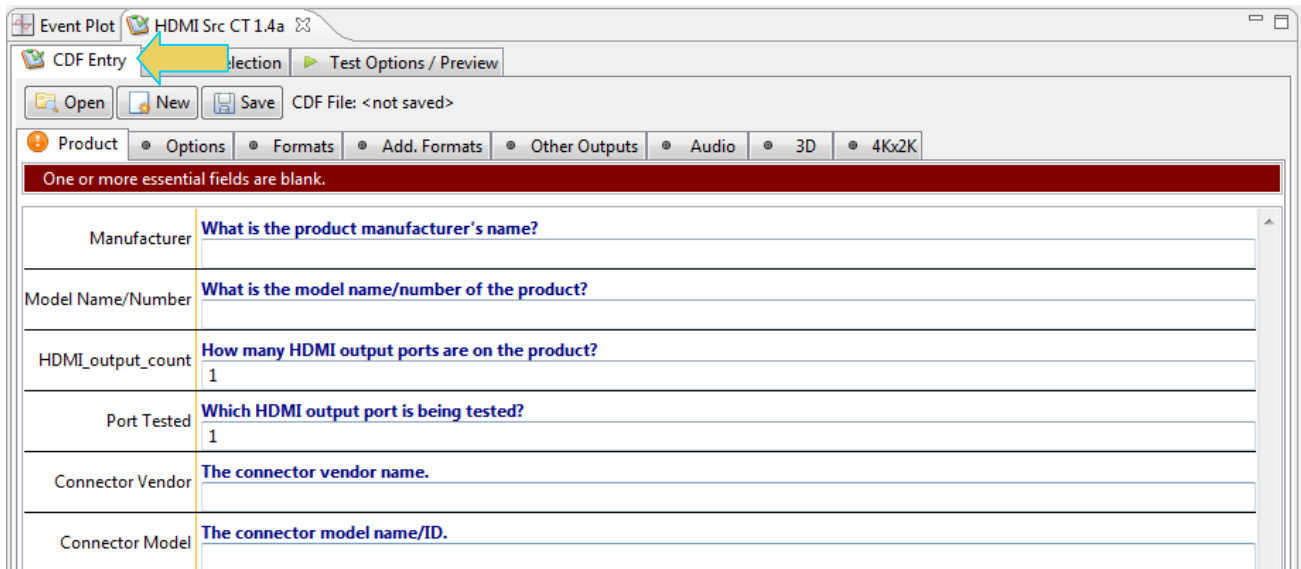 Event Plot HDMI Src CT 1.4a
CDF Entry Test Options / Preview
Open New Save CDF File: <not saved>
Product Options Formats Add. Formats Other Outputs Audio 3D 4Kx2K
One or more essential fields are blank.
Manufacturer What is the product manufacturer's name?
Model Name/Number What is the model name/number of the product?
HDMI_output_count How many HDMI output ports are on the product?
1
Port Tested Which HDMI output port is being tested?
1
Connector Vendor The connector vendor name.
Connector Model The connector model name/ID.